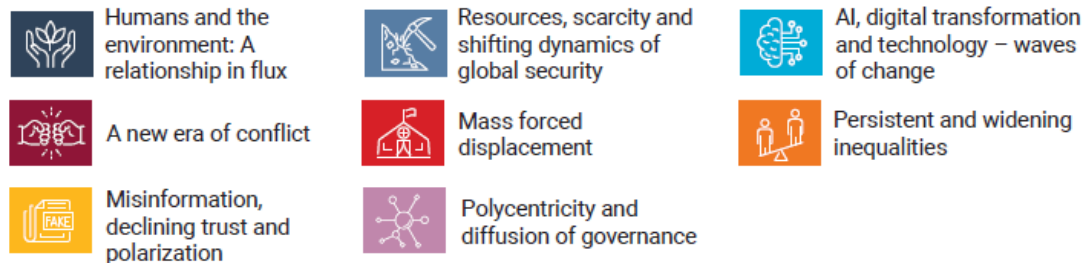 Humans and the
environment: A
relationship in flux
Resources, scarcity and
shifting dynamics of
global security
AI, digital transformation
and technology – waves
of change
A new era of conflict
Mass forced
displacement
Persistent and widening
inequalities
FAKE
Misinformation,
declining trust and
polarization
Polycentricity and
diffusion of governance